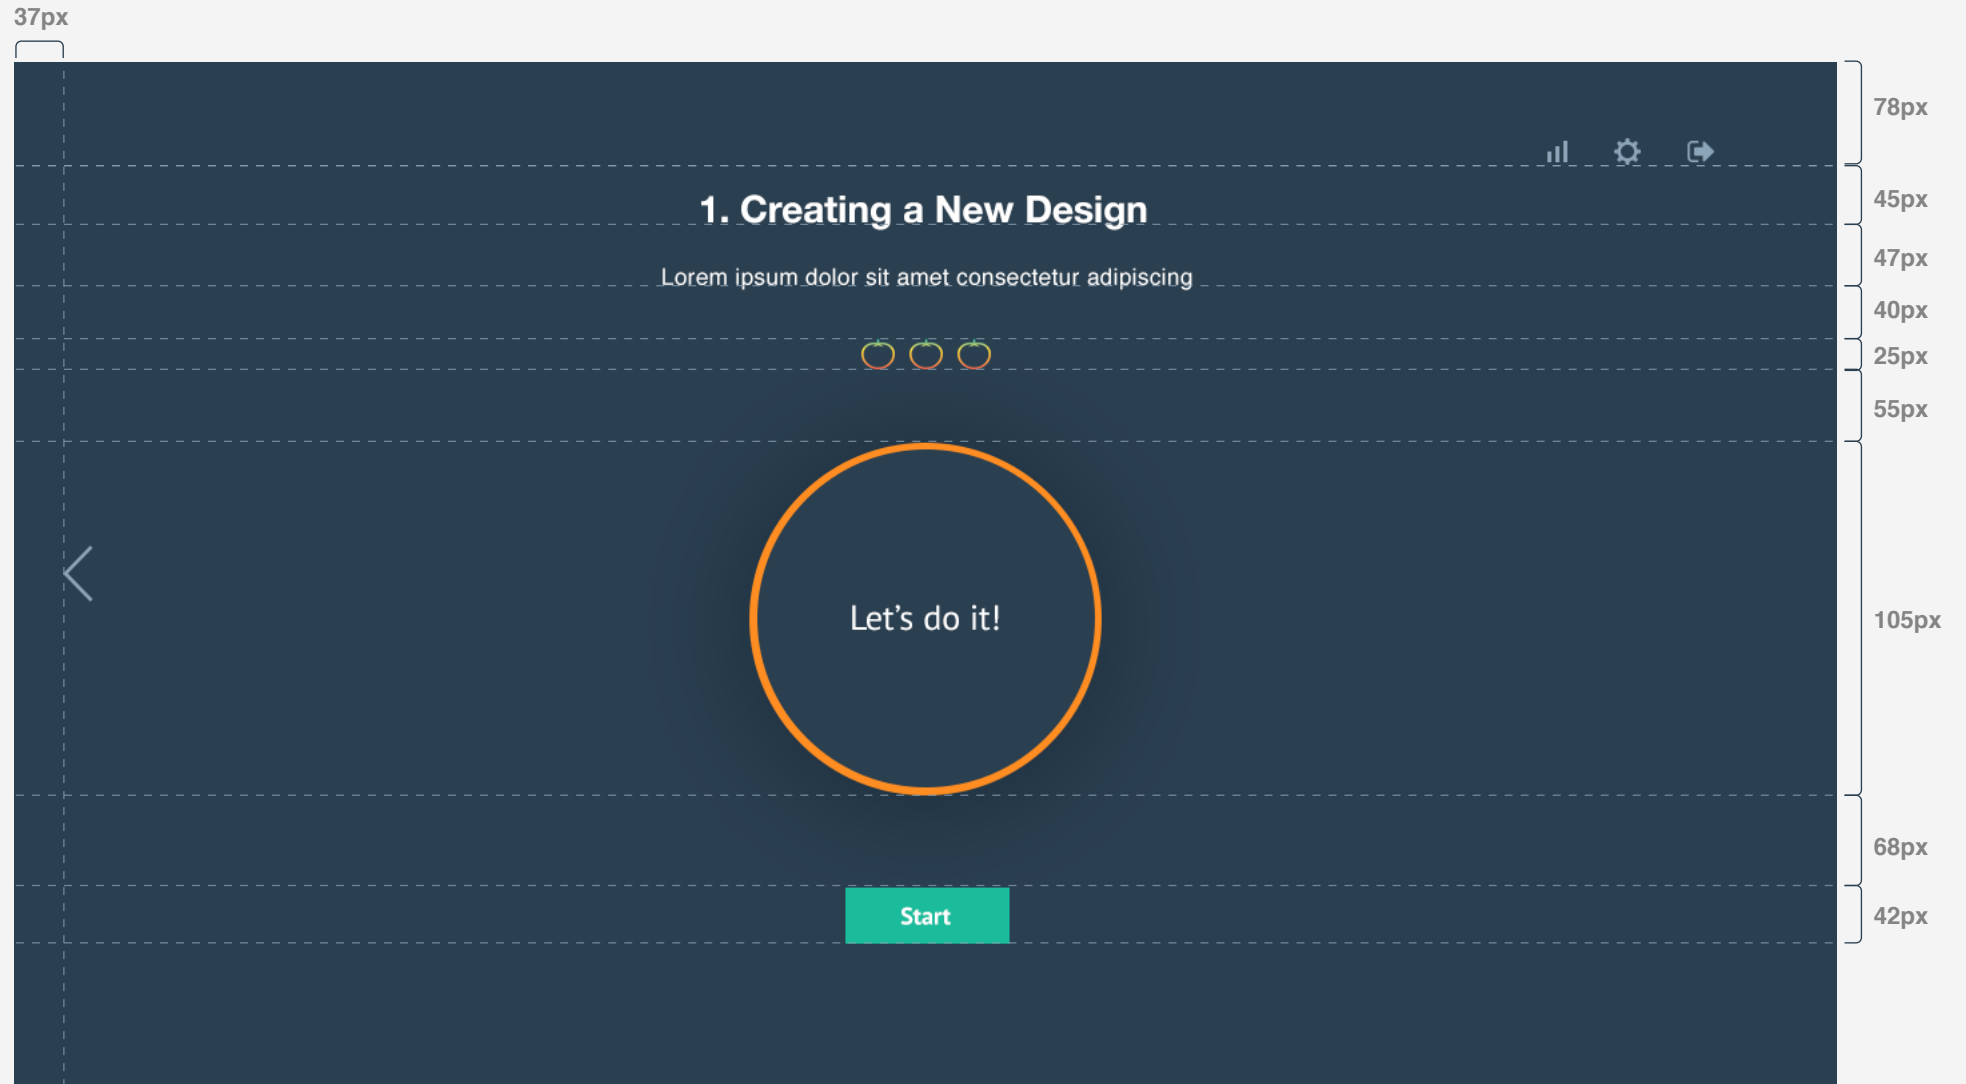 37px
78px
45px
1. Creating a New Design
47px
Lorem ipsum dolor sit amet consectetur adipiscing
40px
25px
55px
Let’s do it!
105px
68px
Start
42px